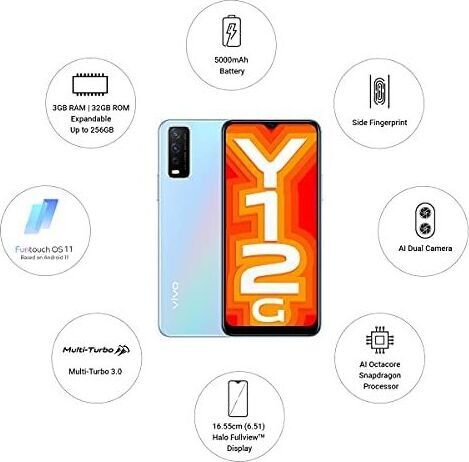 5000mAh
Battery
3GB RAM | 32GB ROM
Expandable
Up to 256GB
Side Fingerprint
Funtouch OS 11
Based on Android 11
AI Dual Camera
Y12G
vivo
Multi-Turbo
Multi-Turbo 3.0
AI Octacore
Snapdragon
Processor
16.55cm (6.51)
Halo Fullview™
Display